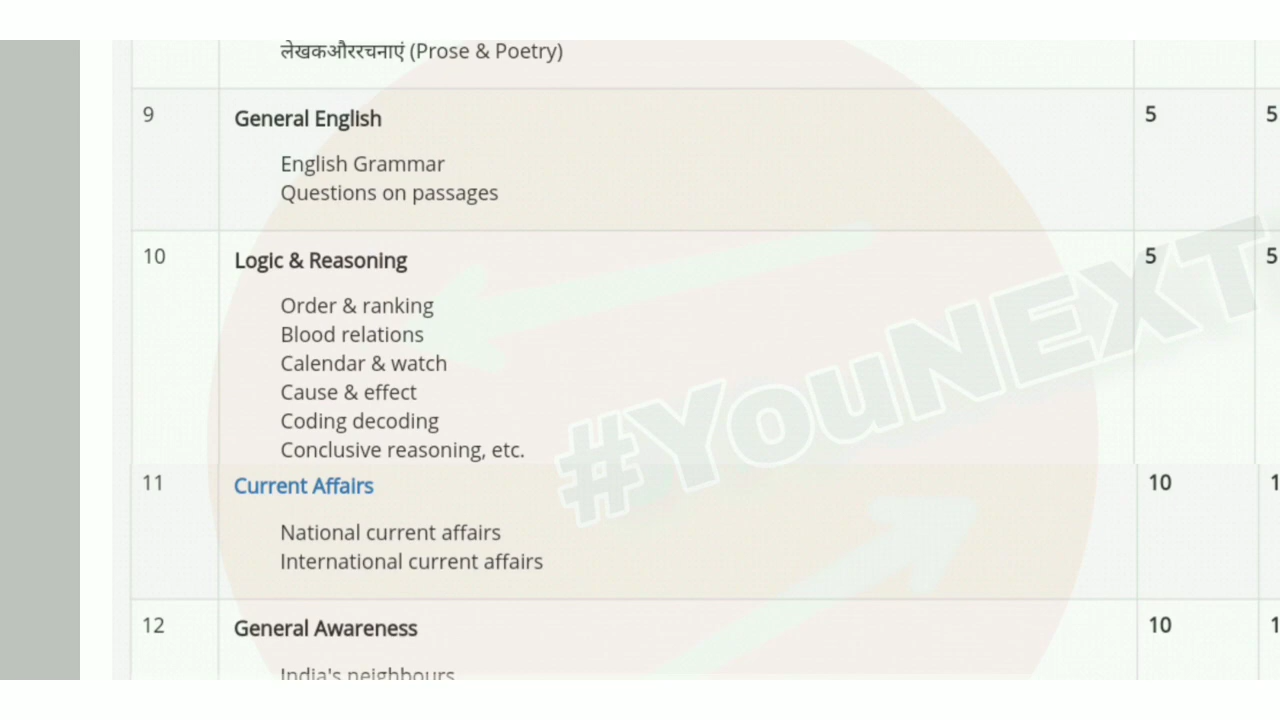 लेखकऔररचनाएं (Prose & Poetry)
9 General English 5 5
English Grammar
Questions on passages
10 Logic & Reasoning 5 5
Order & ranking
Blood relations
Calendar & watch
Cause & effect
Coding decoding
Conclusive reasoning, etc.
11 Current Affairs 10 1
National current affairs
International current affairs
12 General Awareness 10 1
India's neighbours
#YouNEXT